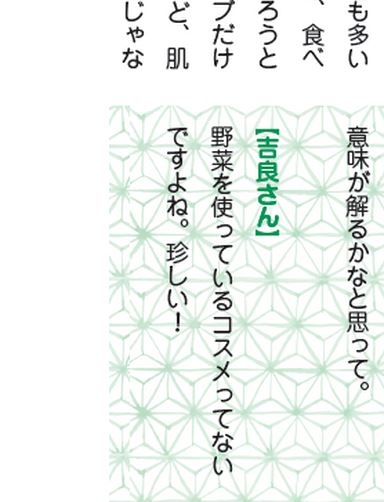 も多い
、食べ
ろうと
プだけ
ど、肌
じゃな
意味が解るかなと思って。
【吉良さん】
野菜を使っているコスメってない
ですよね。珍しい！